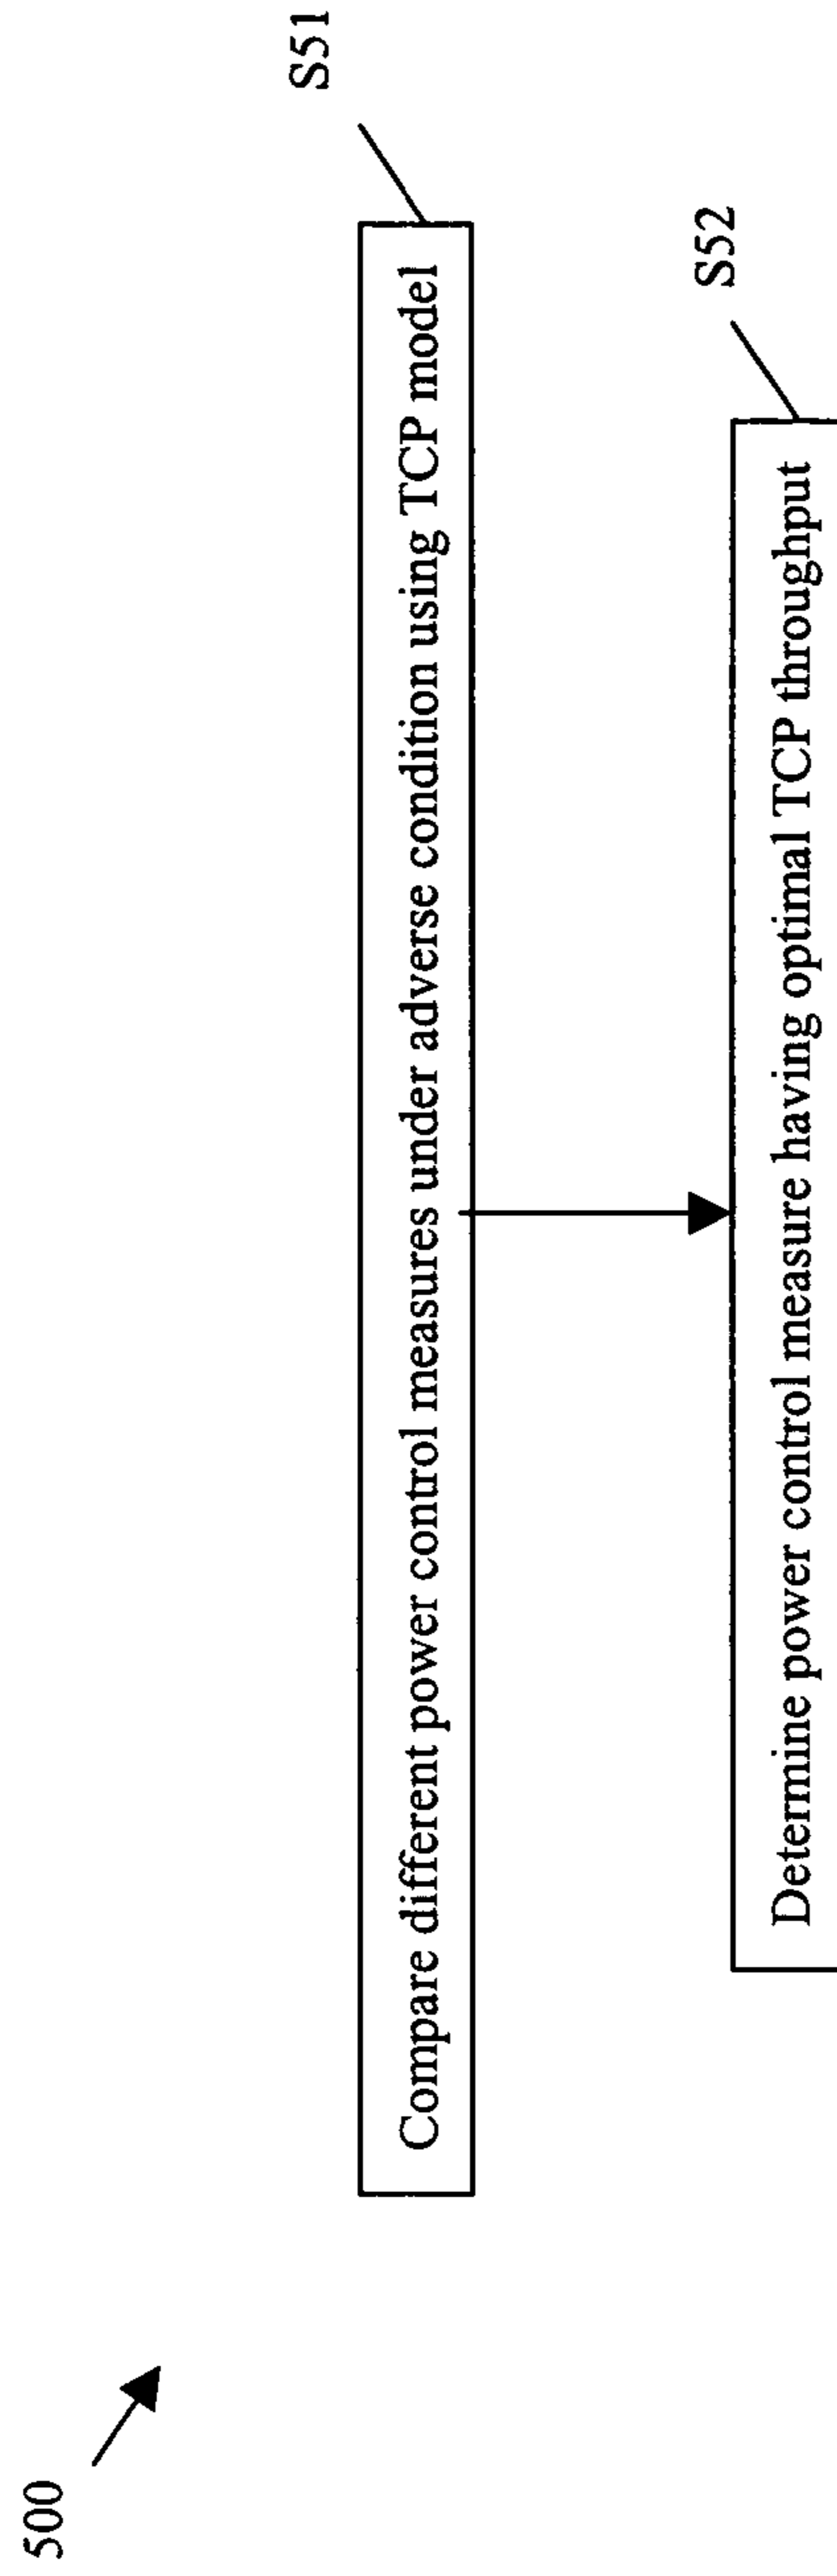 500
S51
Compare different power control measures under adverse condition using TCP model
S52
Determine power control measure having optimal TCP throughput